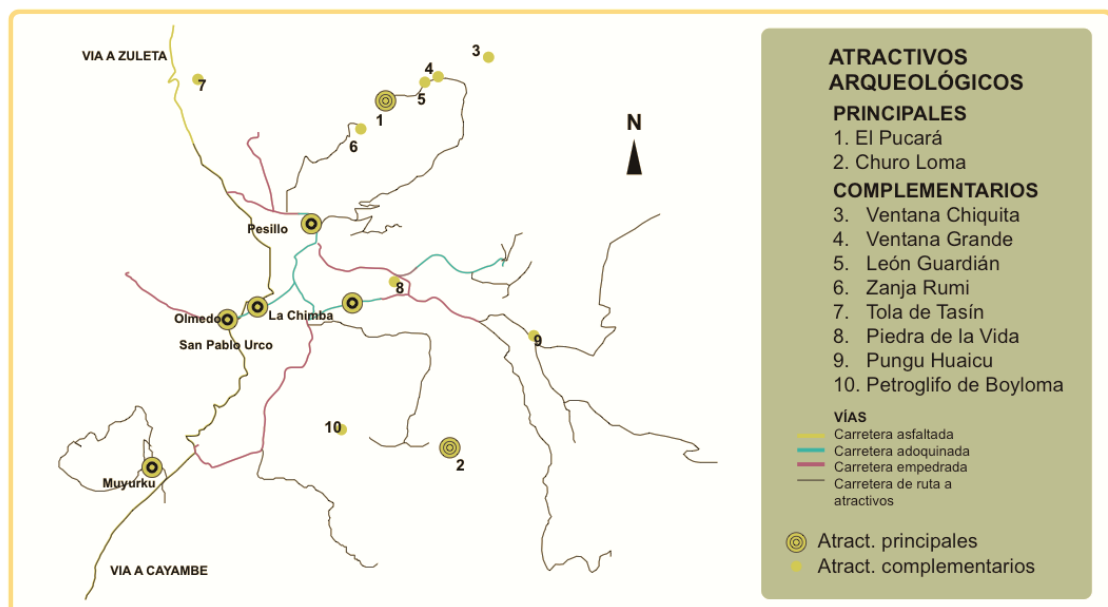 VIA A ZULETA
7
3
4
5
1
6
N
Pesillo
8
La Chimba
Olmedo
San Pablo Urco
9
10
2
Muyurku
VIA A CAYAMBE
ATRACTIVOS
ARQUEOLÓGICOS
PRINCIPALES
1. El Pucará
2. Churo Loma
COMPLEMENTARIOS
3. Ventana Chiquita
4. Ventana Grande
5. León Guardián
6. Zanja Rumi
7. Tola de Tasín
8. Piedra de la Vida
9. Pungu Huaicu
10. Petroglifo de Boyloma
VÍAS
Carretera asfaltada
Carretera adoquinada
Carretera empedrada
Carretera de ruta a
atractivos
Atract. principales
Atract. complementarios